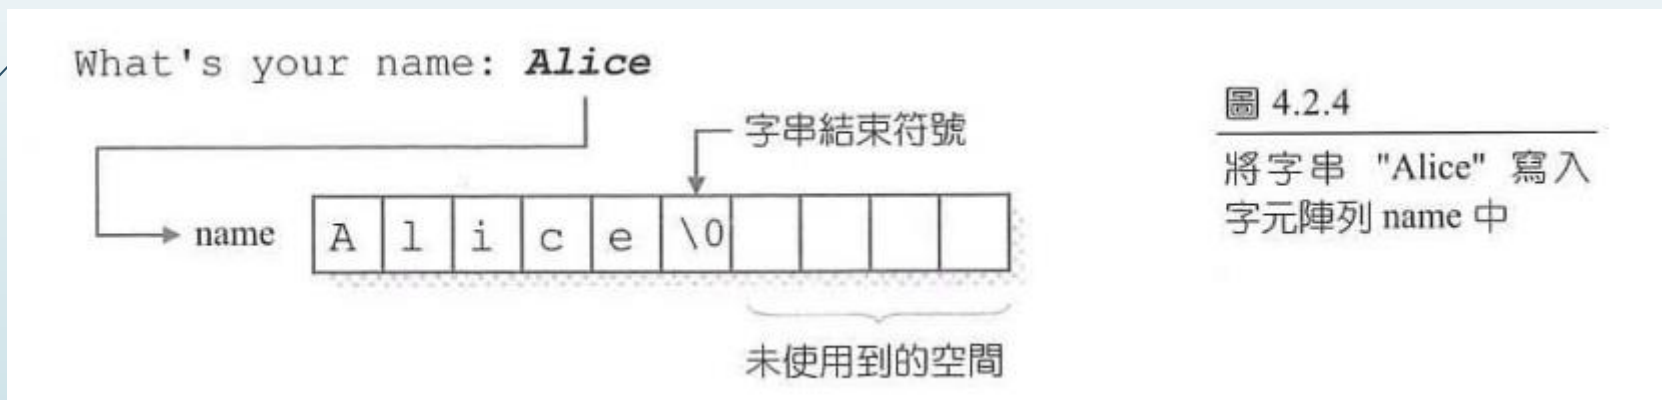 What's your name: Alice
字串結束符號
name A l i c e \0
未使用到的空間
圖 4.2.4
將字串 "Alice" 寫入
字元陣列 name 中